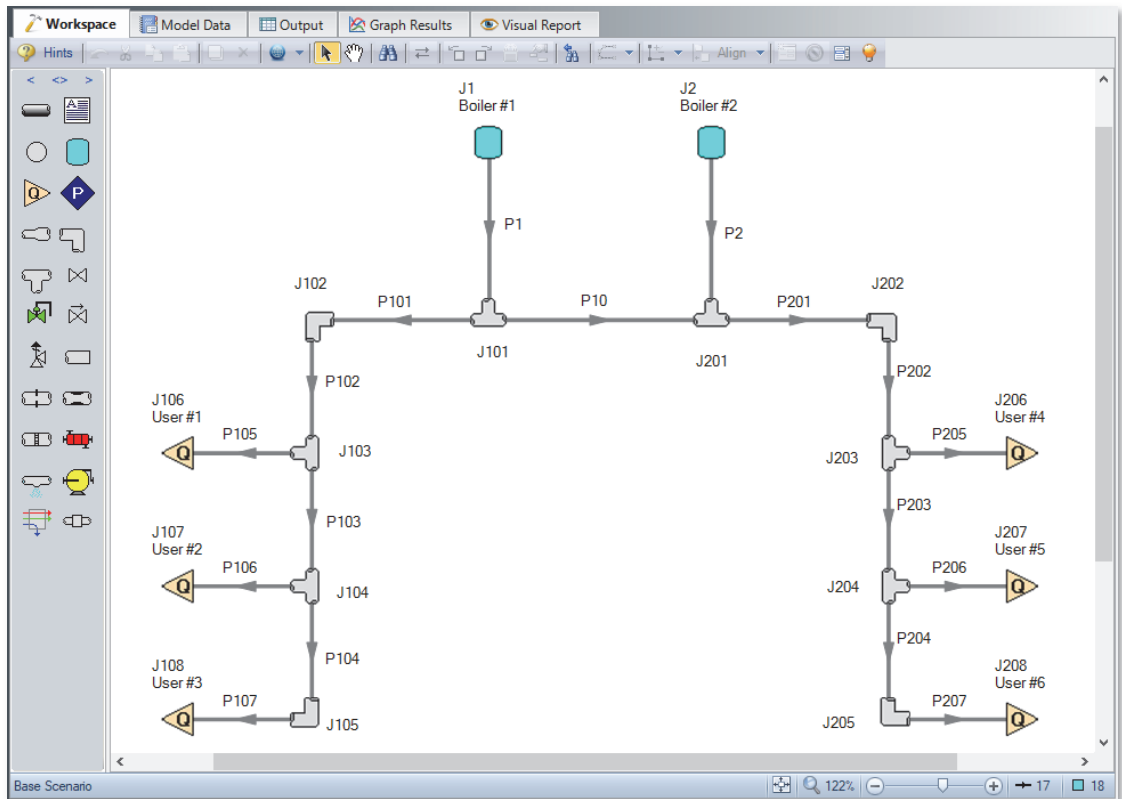 Workspace Model Data Output Graph Results Visual Report
Hints Align
< <> >
A
Q P
J1
Boiler #1
J2
Boiler #2
P1
P2
J102
P101
P10
P201
J202
J101
J201
P102
P202
J106
User #1
P105
Q
J103
J206
User #4
P205
Q
J203
P103
P203
J107
User #2
P106
Q
J104
J207
User #5
P206
Q
J204
P104
P204
J108
User #3
P107
Q
J105
J208
User #6
P207
Q
J205
Base Scenario 122% 17 18